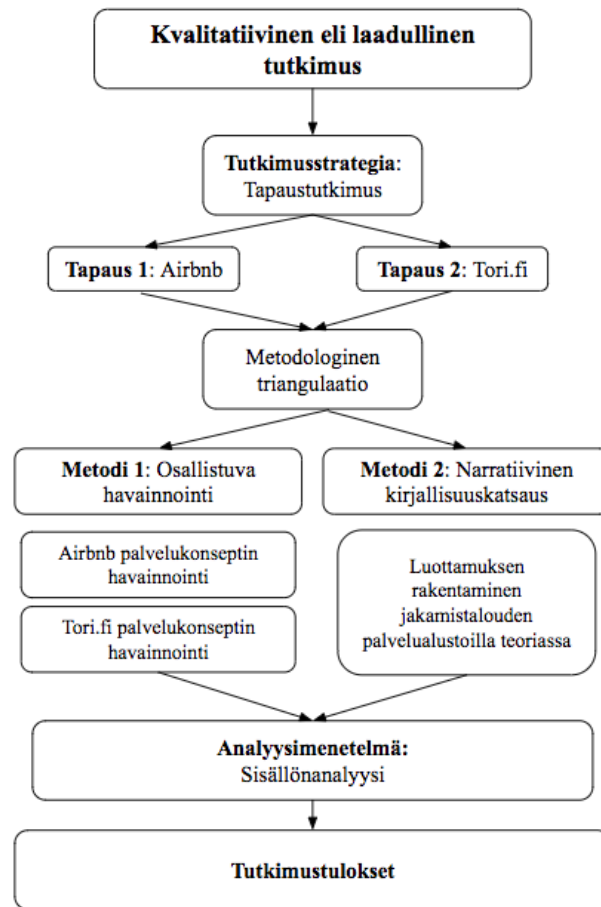 Kvalitatiivinen eli laadullinen
tutkimus
Tutkimusstrategia:
Tapaustutkimus
Tapaus 1: Airbnb
Tapaus 2: Tori.fi
Metodologinen
triangulaatio
Metodi 1: Osallistuva
havainnointi
Metodi 2: Narratiivinen
kirjallisuuskatsaus
Airbnb palvelukonseptin
havainnointi
Tori.fi palvelukonseptin
havainnointi
Luottamuksen
rakentaminen
jakamistalouden
palvelualustoilla teoriassa
Analyysimenetelmä:
Sisällönanalyysi
Tutkimustulokset